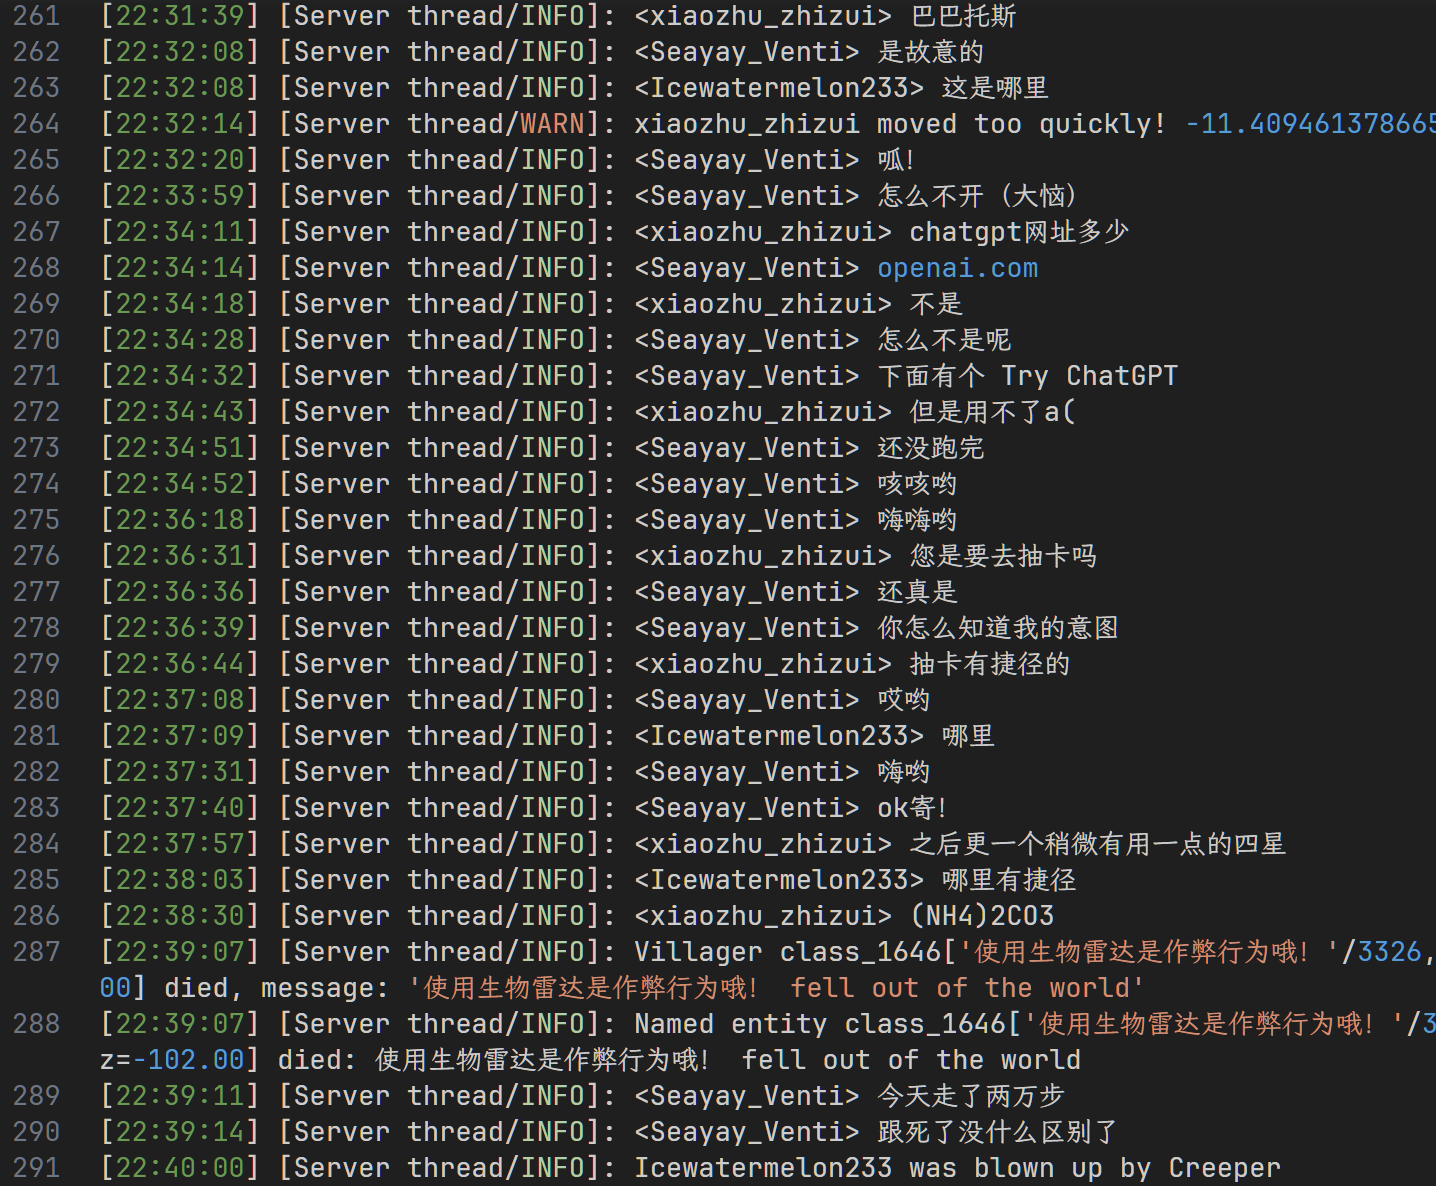 261 [22:31:39] [Server thread/INFO]: <xiaozhu_zhizui> 巴巴托斯
262 [22:32:08] [Server thread/INFO]: <Seayay_Venti> 是故意的
263 [22:32:08] [Server thread/INFO]: <Icewatermelon233> 这是哪里
264 [22:32:14] [Server thread/WARN]: xiaozhu_zhizui moved too quickly! -11.409461378665
265 [22:32:20] [Server thread/INFO]: <Seayay_Venti> 呱!
266 [22:33:59] [Server thread/INFO]: <Seayay_Venti> 怎么不开（大恼）
267 [22:34:11] [Server thread/INFO]: <xiaozhu_zhizui> chatgpt网址多少
268 [22:34:14] [Server thread/INFO]: <Seayay_Venti> openai.com
269 [22:34:18] [Server thread/INFO]: <xiaozhu_zhizui> 不是
270 [22:34:28] [Server thread/INFO]: <Seayay_Venti> 怎么不是呢
271 [22:34:32] [Server thread/INFO]: <Seayay_Venti> 下面有个 Try ChatGPT
272 [22:34:43] [Server thread/INFO]: <xiaozhu_zhizui> 但是用不了a(
273 [22:34:51] [Server thread/INFO]: <Seayay_Venti> 还没跑完
274 [22:34:52] [Server thread/INFO]: <Seayay_Venti> 咳咳哟
275 [22:36:18] [Server thread/INFO]: <Seayay_Venti> 嗨嗨哟
276 [22:36:31] [Server thread/INFO]: <xiaozhu_zhizui> 您是要去抽卡吗
277 [22:36:36] [Server thread/INFO]: <Seayay_Venti> 还真是
278 [22:36:39] [Server thread/INFO]: <Seayay_Venti> 你怎么知道我的意图
279 [22:36:44] [Server thread/INFO]: <xiaozhu_zhizui> 抽卡有捷径的
280 [22:37:08] [Server thread/INFO]: <Seayay_Venti> 哎哟
281 [22:37:09] [Server thread/INFO]: <Icewatermelon233> 哪里
282 [22:37:31] [Server thread/INFO]: <Seayay_Venti> 嗨哟
283 [22:37:40] [Server thread/INFO]: <Seayay_Venti> ok寄!
284 [22:37:57] [Server thread/INFO]: <xiaozhu_zhizui> 之后更一个稍微有用一点的四星
285 [22:38:03] [Server thread/INFO]: <Icewatermelon233> 哪里有捷径
286 [22:38:30] [Server thread/INFO]: <xiaozhu_zhizui> (NH4)2CO3
287 [22:39:07] [Server thread/INFO]: Villager class_1646['使用生物雷达是作弊行为哦！'/3326,
00] died, message: '使用生物雷达是作弊行为哦！ fell out of the world'
288 [22:39:07] [Server thread/INFO]: Named entity class_1646['使用生物雷达是作弊行为哦！'/3
z=-102.00] died: 使用生物雷达是作弊行为哦！ fell out of the world
289 [22:39:11] [Server thread/INFO]: <Seayay_Venti> 今天走了两万步
290 [22:39:14] [Server thread/INFO]: <Seayay_Venti> 跟死了没什么区别了
291 [22:40:00] [Server thread/INFO]: Icewatermelon233 was blown up by Creeper